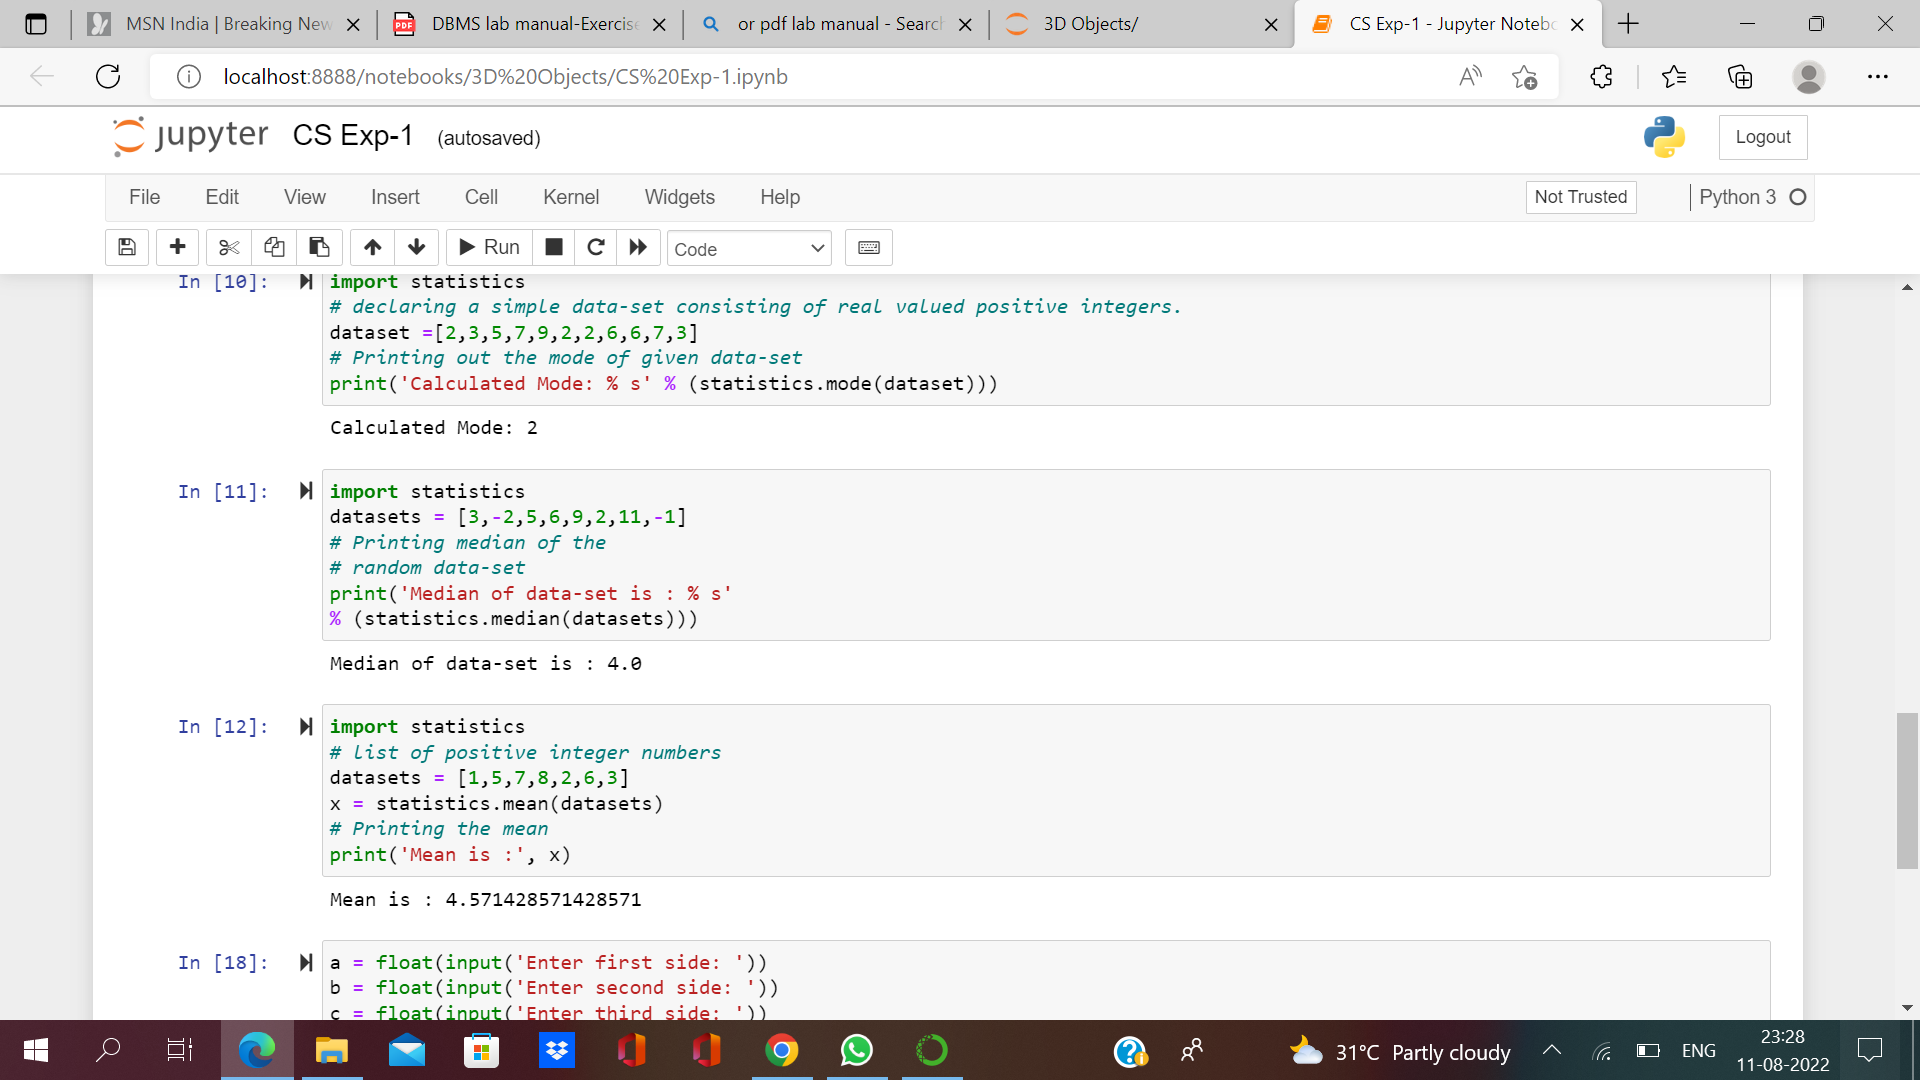 MSN India | Breaking New
DBMS lab manual-Exercise
or pdf lab manual - Search
3D Objects/
CS Exp-1 - Jupyter Notebo
localhost:8888/notebooks/3D%20Objects/CS%20Exp-1.ipynb
jupyter CS Exp-1 (autosaved)
Logout
File Edit View Insert Cell Kernel Widgets Help
Not Trusted
Python 3
Run
Code
In [10]: import statistics
# declaring a simple data-set consisting of real valued positive integers.
dataset =[2,3,5,7,9,2,2,6,6,7,3]
# Printing out the mode of given data-set
print('Calculated Mode: % s' % (statistics.mode(dataset)))
Calculated Mode: 2
In [11]: import statistics
datasets = [3,-2,5,6,9,2,11,-1]
# Printing median of the
# random data-set
print('Median of data-set is : % s'
% (statistics.median(datasets)))
Median of data-set is : 4.0
In [12]: import statistics
# list of positive integer numbers
datasets = [1,5,7,8,2,6,3]
x = statistics.mean(datasets)
# Printing the mean
print('Mean is :', x)
Mean is : 4.571428571428571
In [18]: a = float(input('Enter first side: '))
b = float(input('Enter second side: '))
c = float(input('Enter third side: '))
31°C Partly cloudy
ENG
23:28
11-08-2022